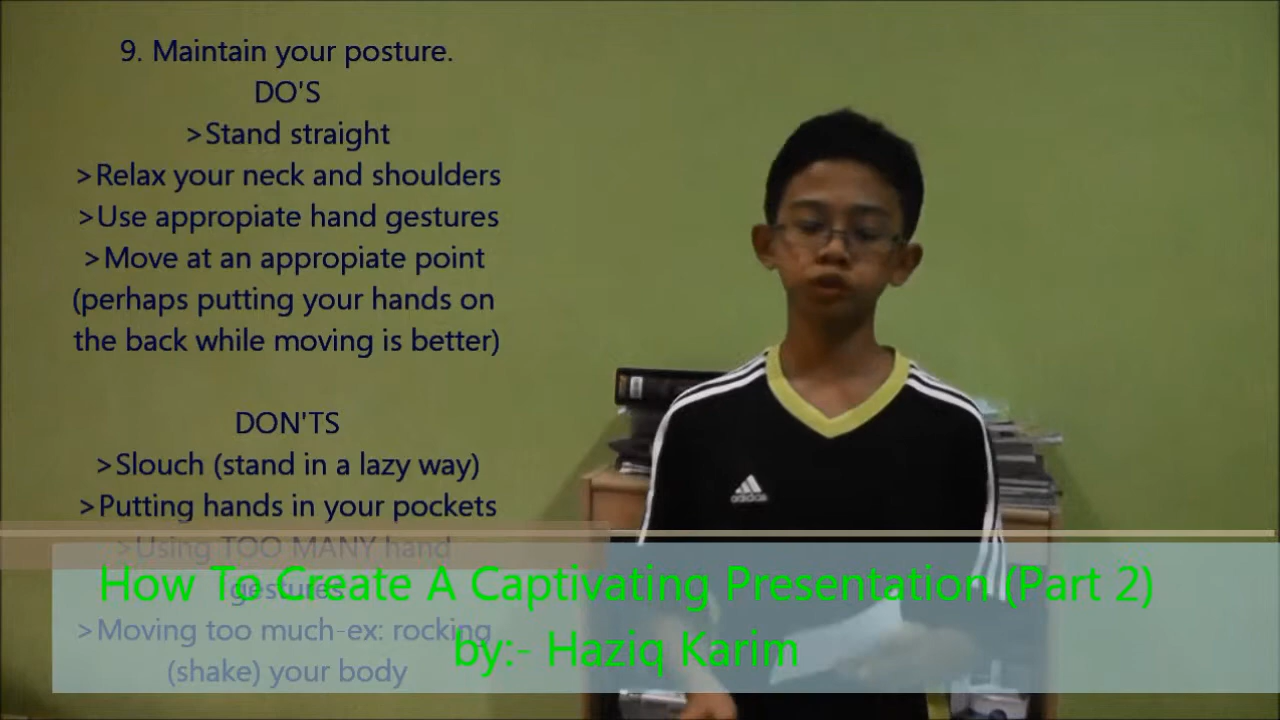 9. Maintain your posture.
DO'S
>Stand straight
>Relax your neck and shoulders
>Use appropiate hand gestures
>Move at an appropiate point
(perhaps putting your hands on
the back while moving is better)
DON'TS
>Slouch (stand in a lazy way)
>Putting hands in your pockets
>Using TOO MANY hand
gestures
>Moving too much-ex: rocking
(shake) your body
How To Create A Captivating Presentation (Part 2)
by:- Haziq Karim
adidas